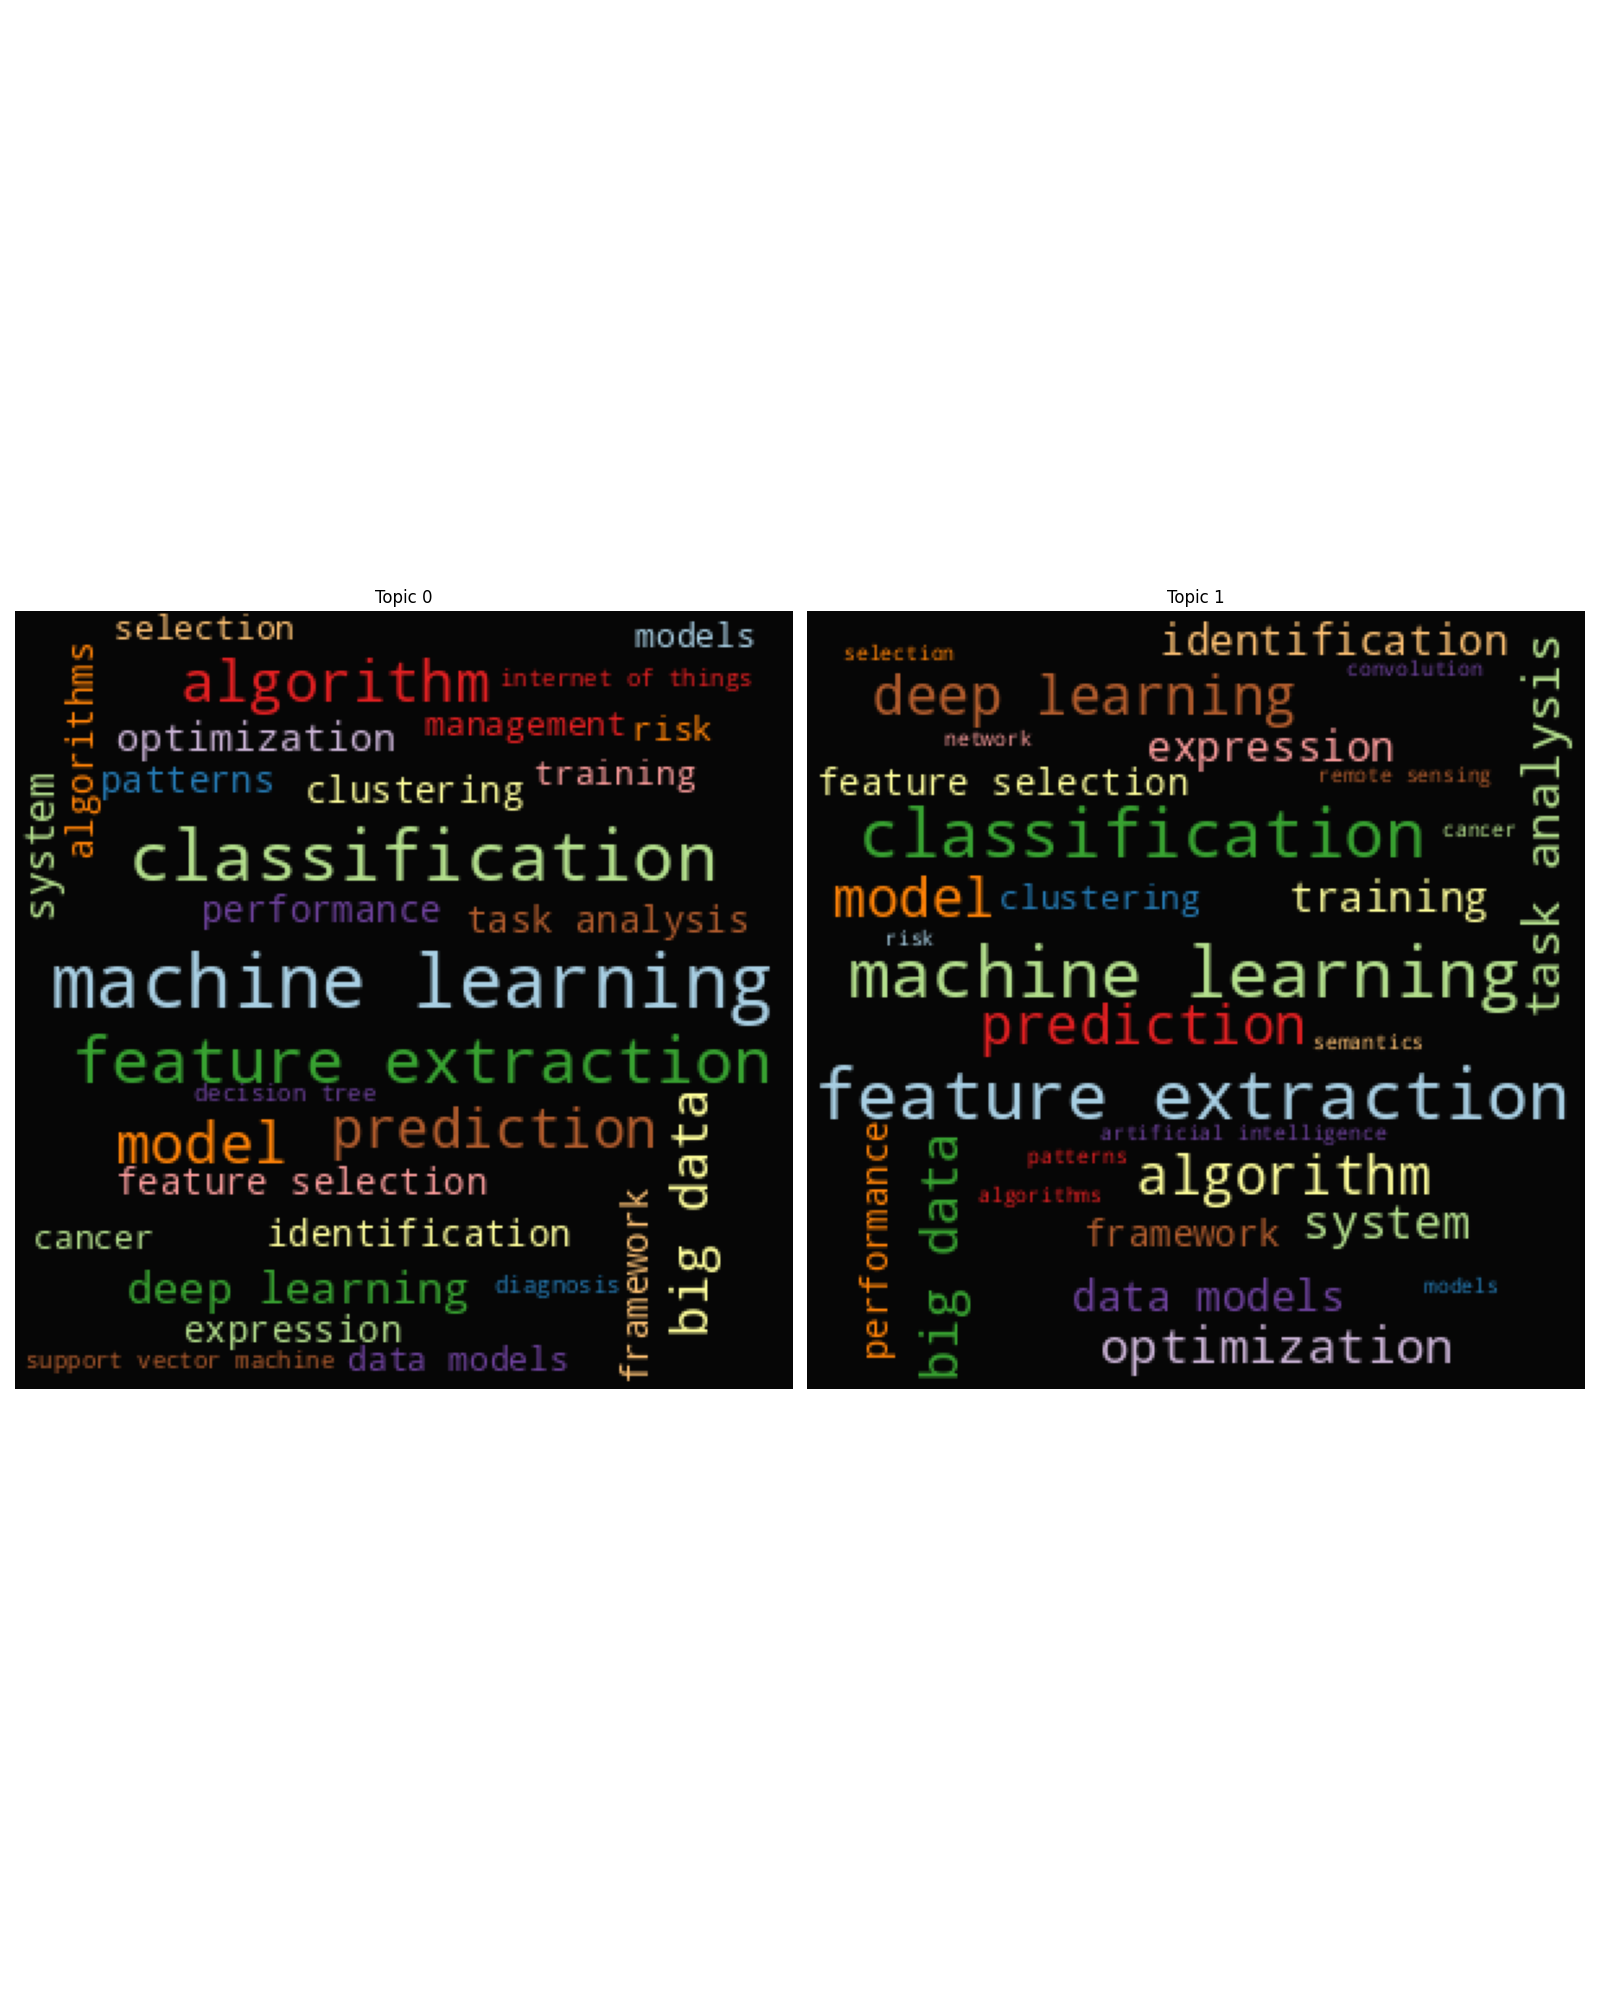 Topic 0
selection
models
algorithms
algorithm
internet of things
management
risk
optimization
patterns
clustering
training
system
classification
performance
task analysis
machine learning
feature extraction
decision tree
model
prediction
big data
feature selection
cancer
identification
framework
deep learning
diagnosis
expression
support vector machine
data models
Topic 1
identification
selection
convolution
deep learning
task analysis
network
expression
feature selection
remote sensing
classification
cancer
model
clustering
training
risk
machine learning
prediction
semantics
feature extraction
artificial intelligence
performance
big data
patterns
algorithm
algorithms
framework
system
data models
models
optimization